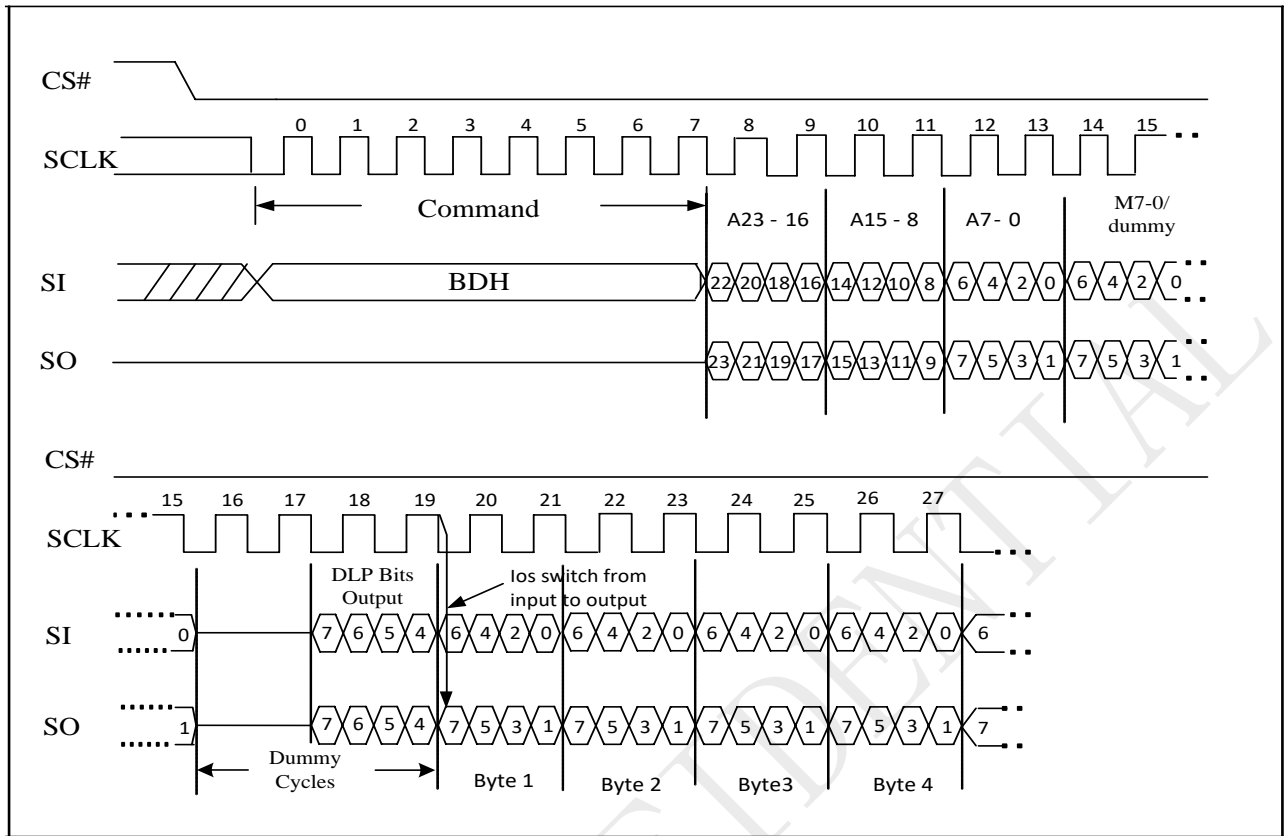 CS#
0 1 2 3 4 5 6 7 8 9 10 11 12 13 14 15
SCLK
Command
A23 - 16 A15 - 8 A7 - 0 M7-0/
dummy
SI
BDH
22 20 18 16 14 12 10 8 6 4 2 0 6 4 2 0
SO
23 21 19 17 15 13 11 9 7 5 3 1 7 5 3 1
CS#
15 16 17 18 19 20 21 22 23 24 25 26 27
SCLK
DLP Bits
Output
Ios switch from
input to output
SI
0 7 6 5 4 6 4 2 0 6 4 2 0 6 4 2 0 6 4 2 0 6
SO
1 7 6 5 4 7 5 3 1 7 5 3 1 7 5 3 1 7 5 3 1 7
Dummy
Cycles
Byte 1 Byte 2 Byte3 Byte 4
FIDENTIAL